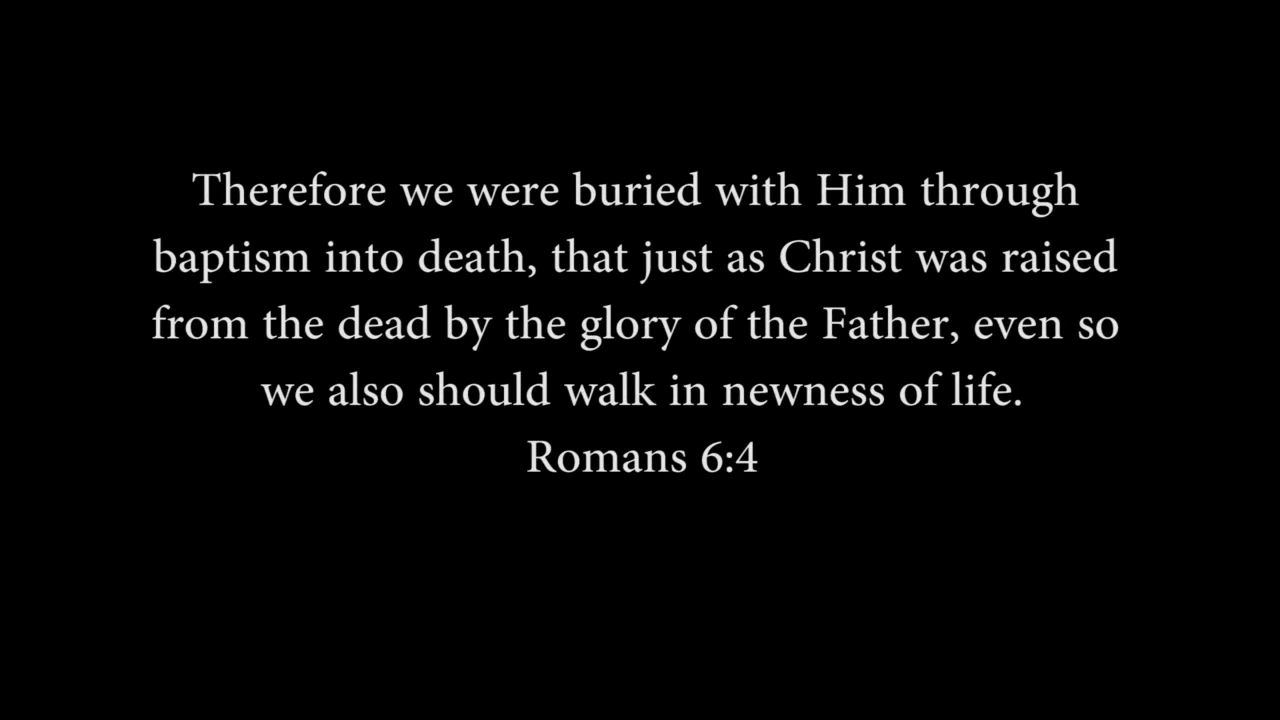 Therefore we were buried with Him through
baptism into death, that just as Christ was raised
from the dead by the glory of the Father, even so
we also should walk in newness of life.
Romans 6:4